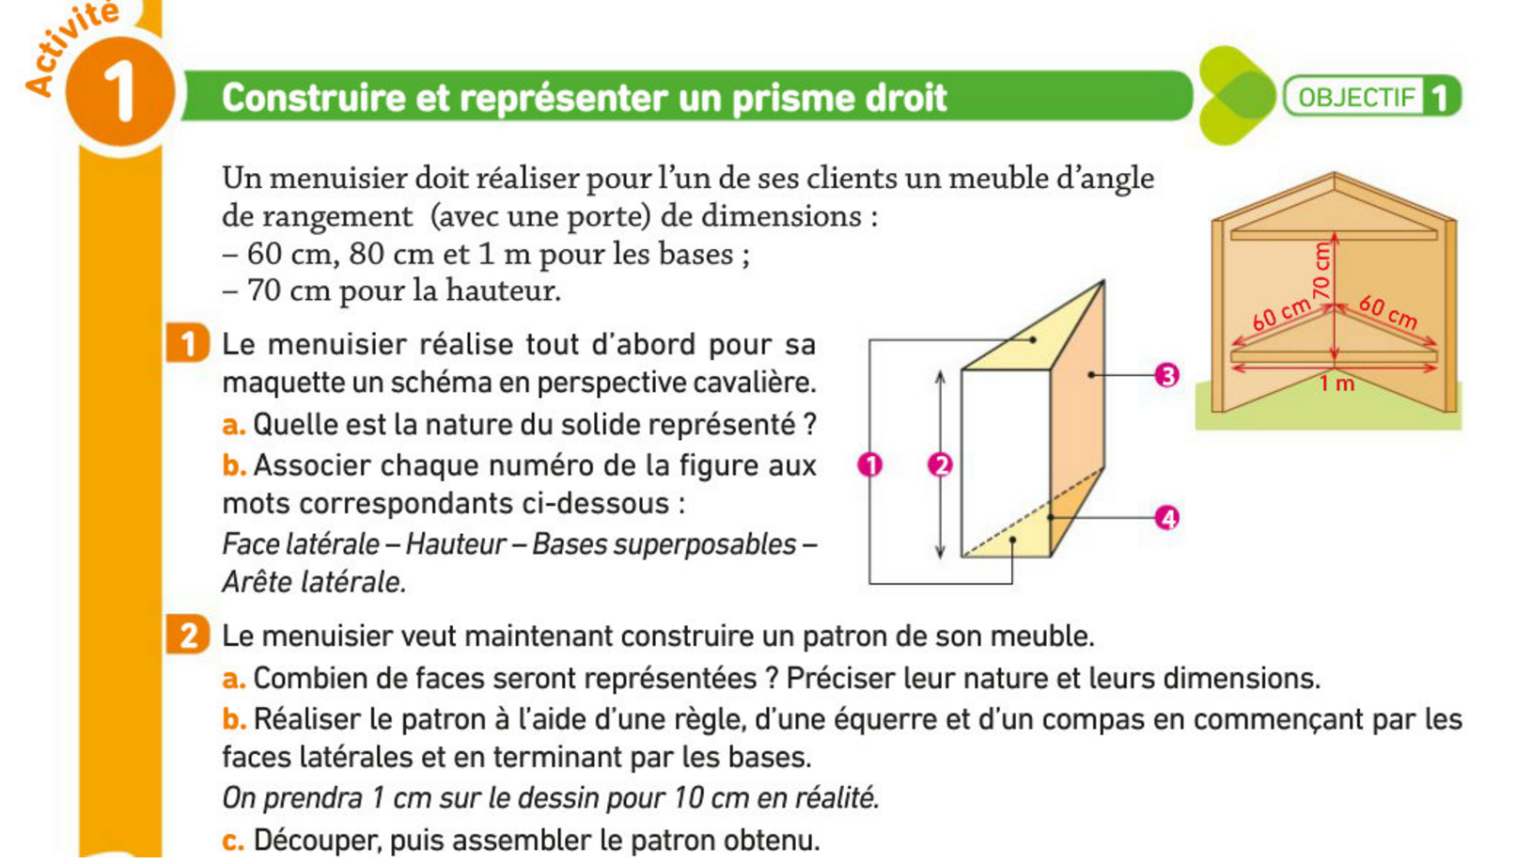 Activité
1
Construire et représenter un prisme droit
OBJECTIF 1
Un menuisier doit réaliser pour l’un de ses clients un meuble d’angle
de rangement (avec une porte) de dimensions :
– 60 cm, 80 cm et 1 m pour les bases ;
– 70 cm pour la hauteur.
70 cm
60 cm
60 cm
1 m
1 Le menuisier réalise tout d’abord pour sa
maquette un schéma en perspective cavalière.
a. Quelle est la nature du solide représenté ?
b. Associer chaque numéro de la figure aux
mots correspondants ci-dessous :
Face latérale – Hauteur – Bases superposables –
Arête latérale.
3
1
2
4
2 Le menuisier veut maintenant construire un patron de son meuble.
a. Combien de faces seront représentées ? Préciser leur nature et leurs dimensions.
b. Réaliser le patron à l’aide d’une règle, d’une équerre et d’un compas en commençant par les
faces latérales et en terminant par les bases.
On prendra 1 cm sur le dessin pour 10 cm en réalité.
c. Découper, puis assembler le patron obtenu.